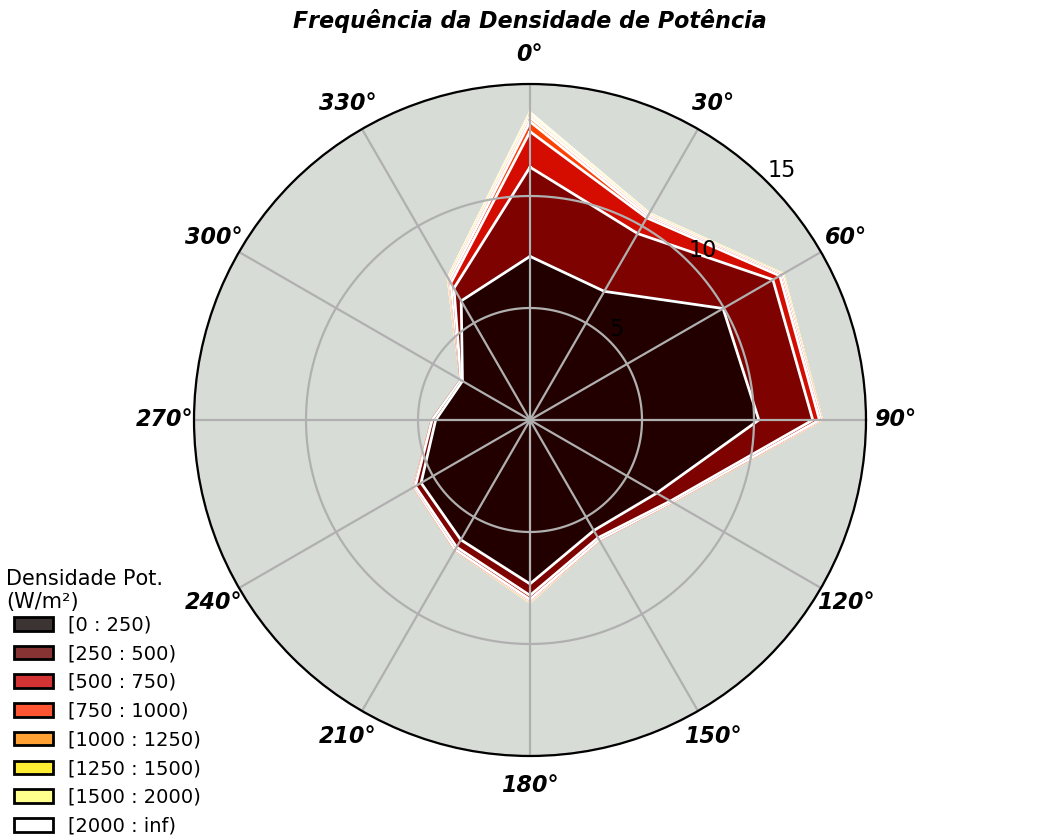 Frequência da Densidade de Potência
0°
330°
30°
15
300°
60°
10
5
270°
90°
240°
120°
210°
150°
180°
Densidade Pot.
(W/m²)
[0 : 250)
[250 : 500)
[500 : 750)
[750 : 1000)
[1000 : 1250)
[1250 : 1500)
[1500 : 2000)
[2000 : inf)